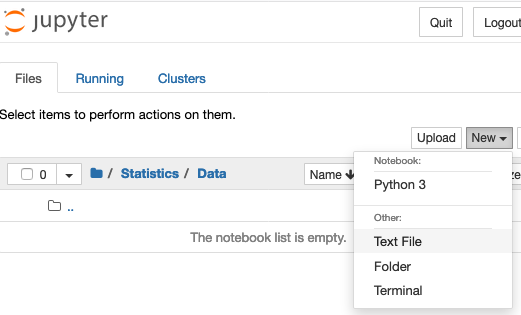 jupyter
Quit Logout
Files Running Clusters
Select items to perform actions on them.
Upload New
0 / Statistics / Data Name
Notebook:
Python 3
Other:
..
The notebook list is empty.
Text File
Folder
Terminal